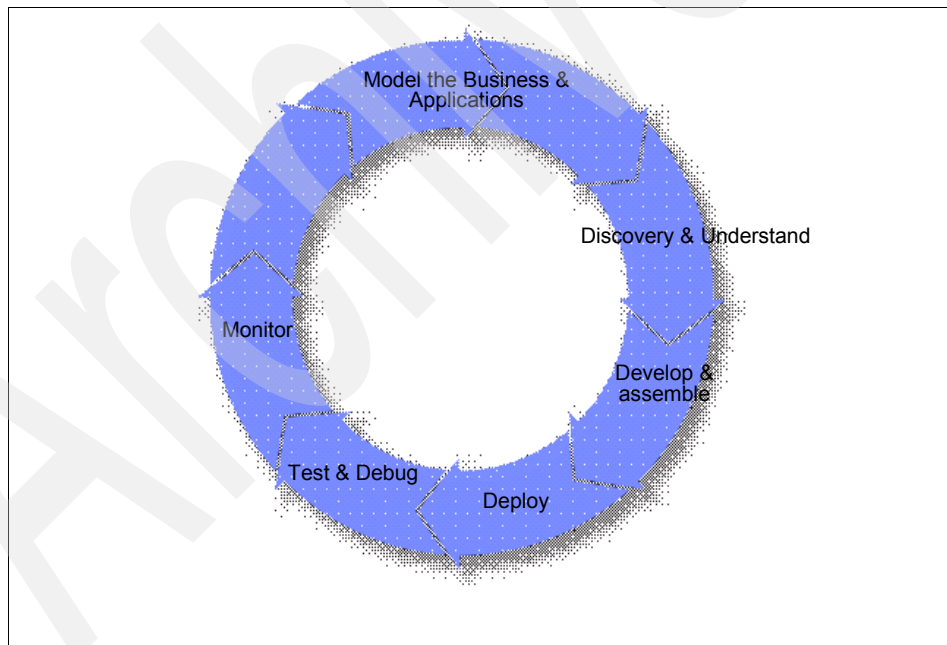 Model the Business &
Applications
Discovery & Understand
Develop &
assemble
Deploy
Test & Debug
Monitor